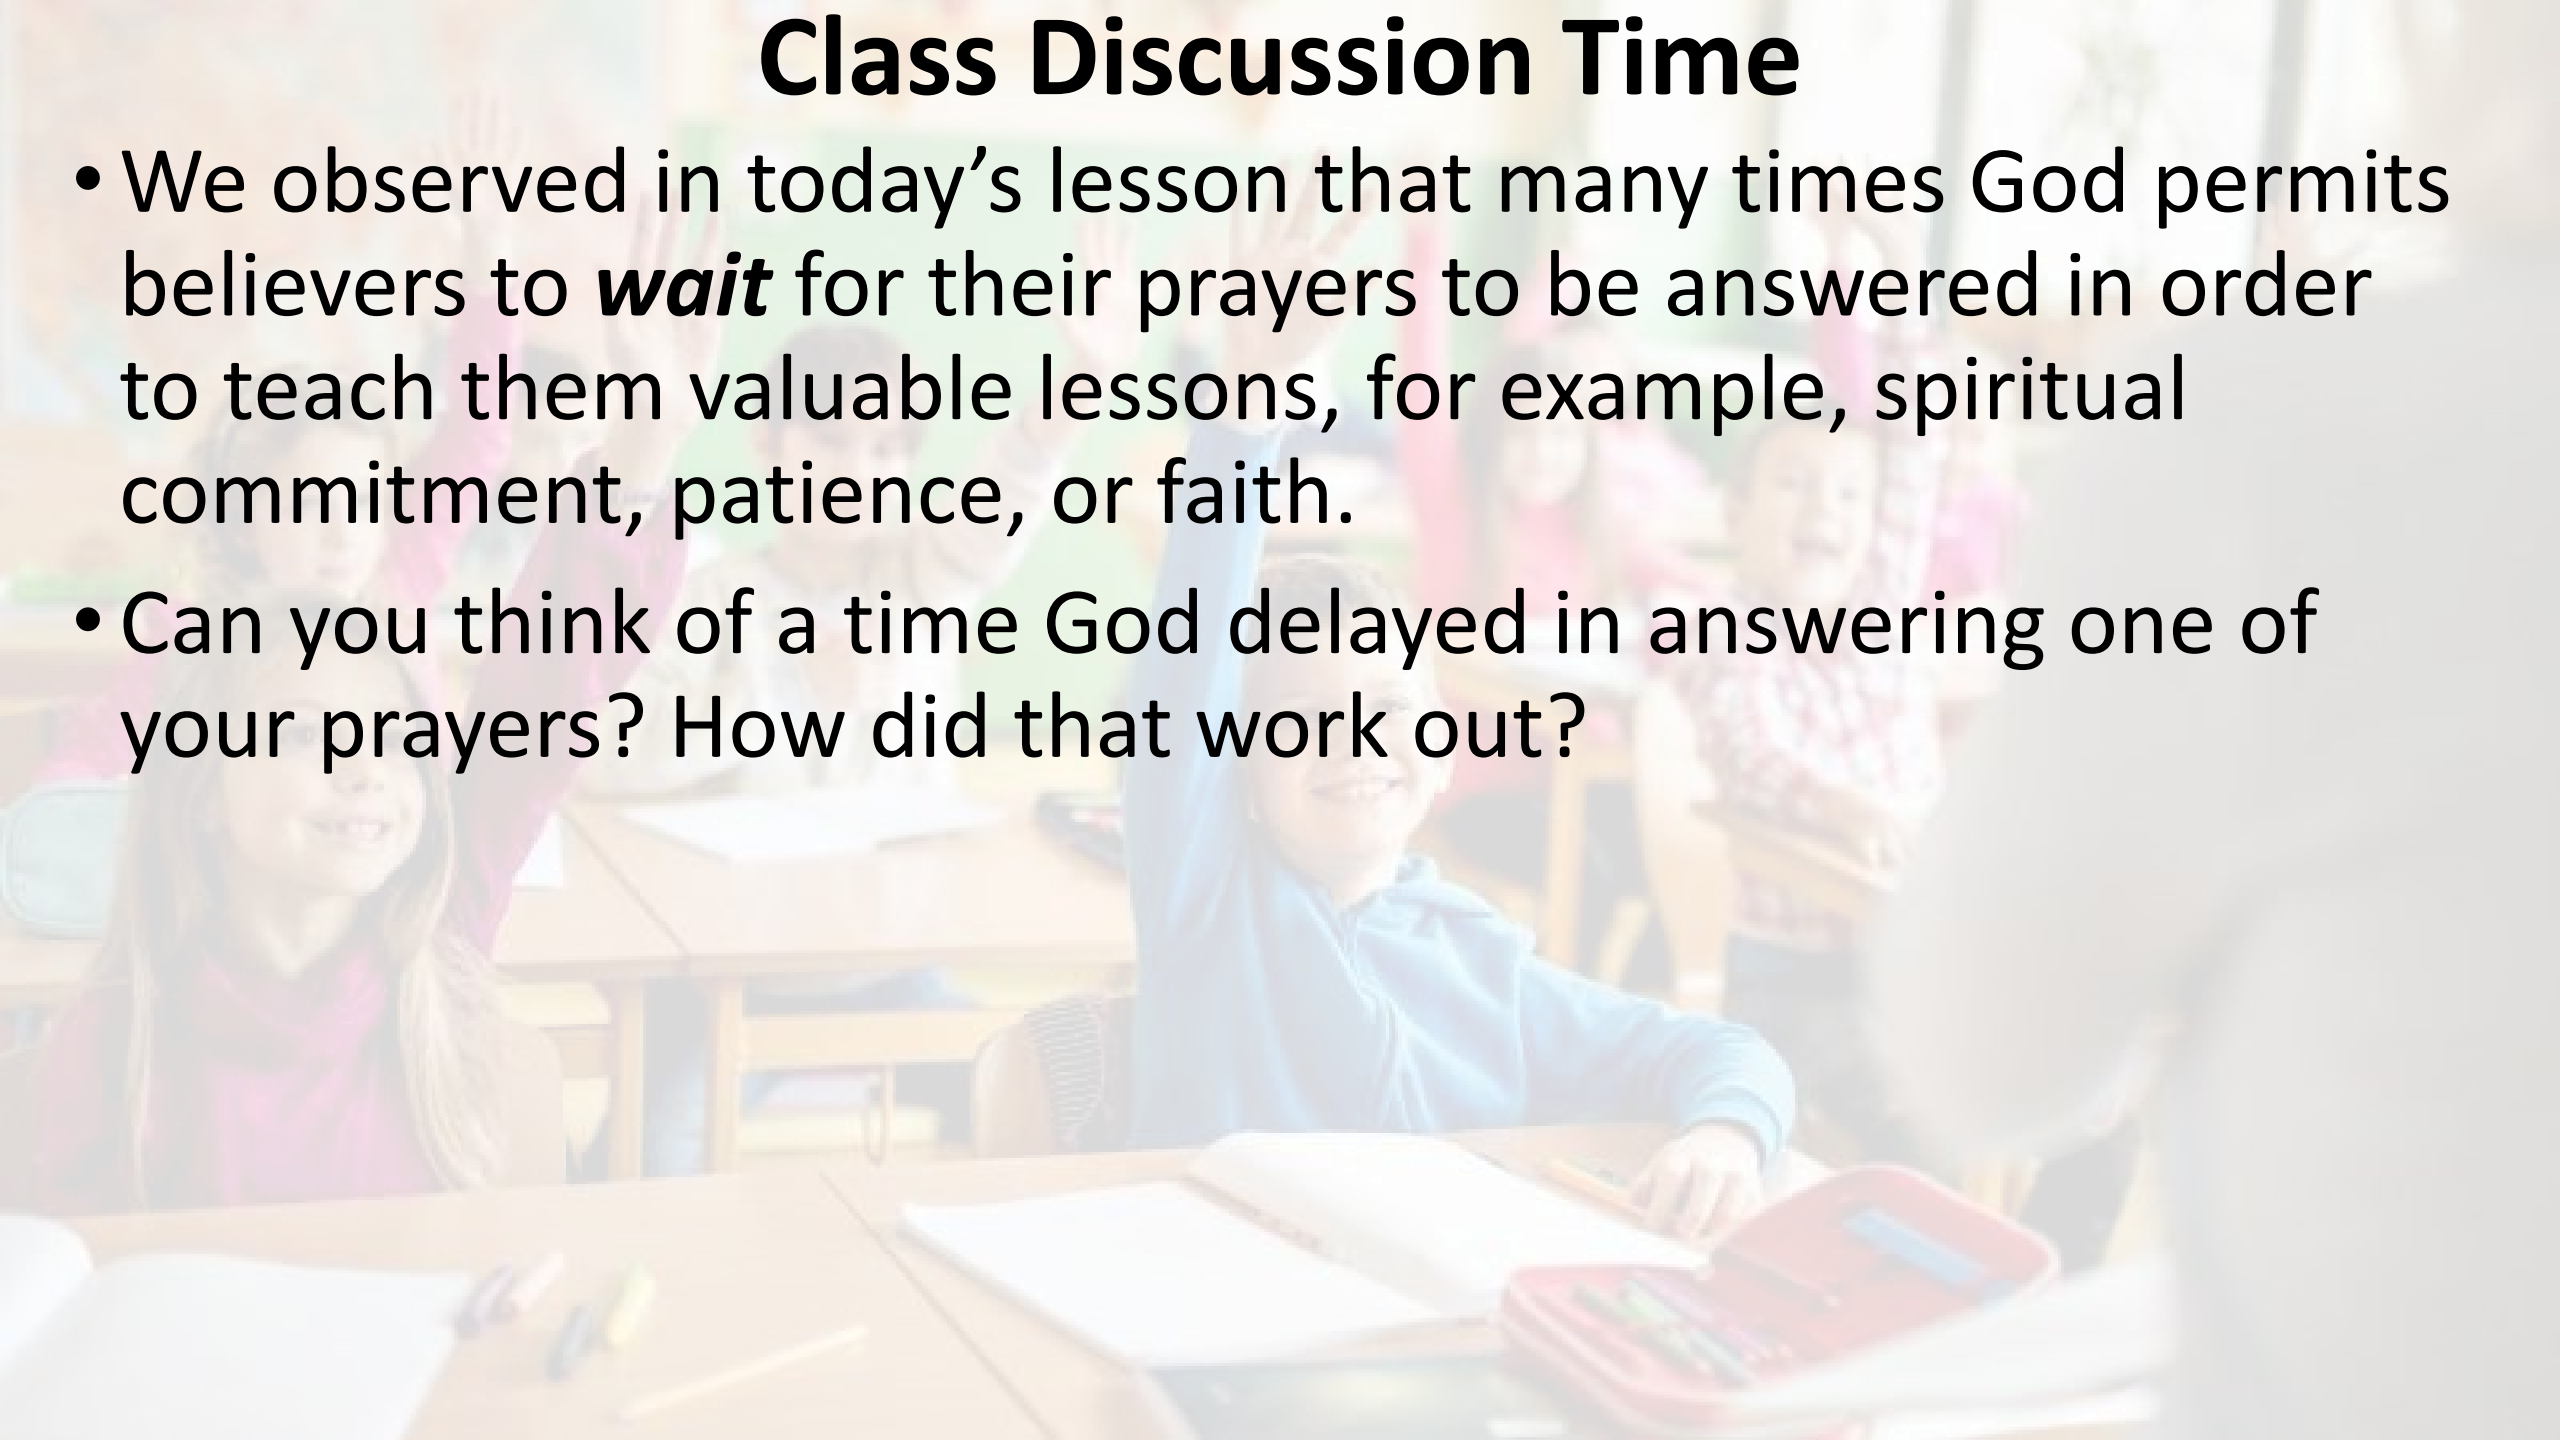 Class Discussion Time
• We observed in today’s lesson that many times God permits
believers to wait for their prayers to be answered in order
to teach them valuable lessons, for example, spiritual
commitment, patience, or faith.
• Can you think of a time God delayed in answering one of
your prayers? How did that work out?